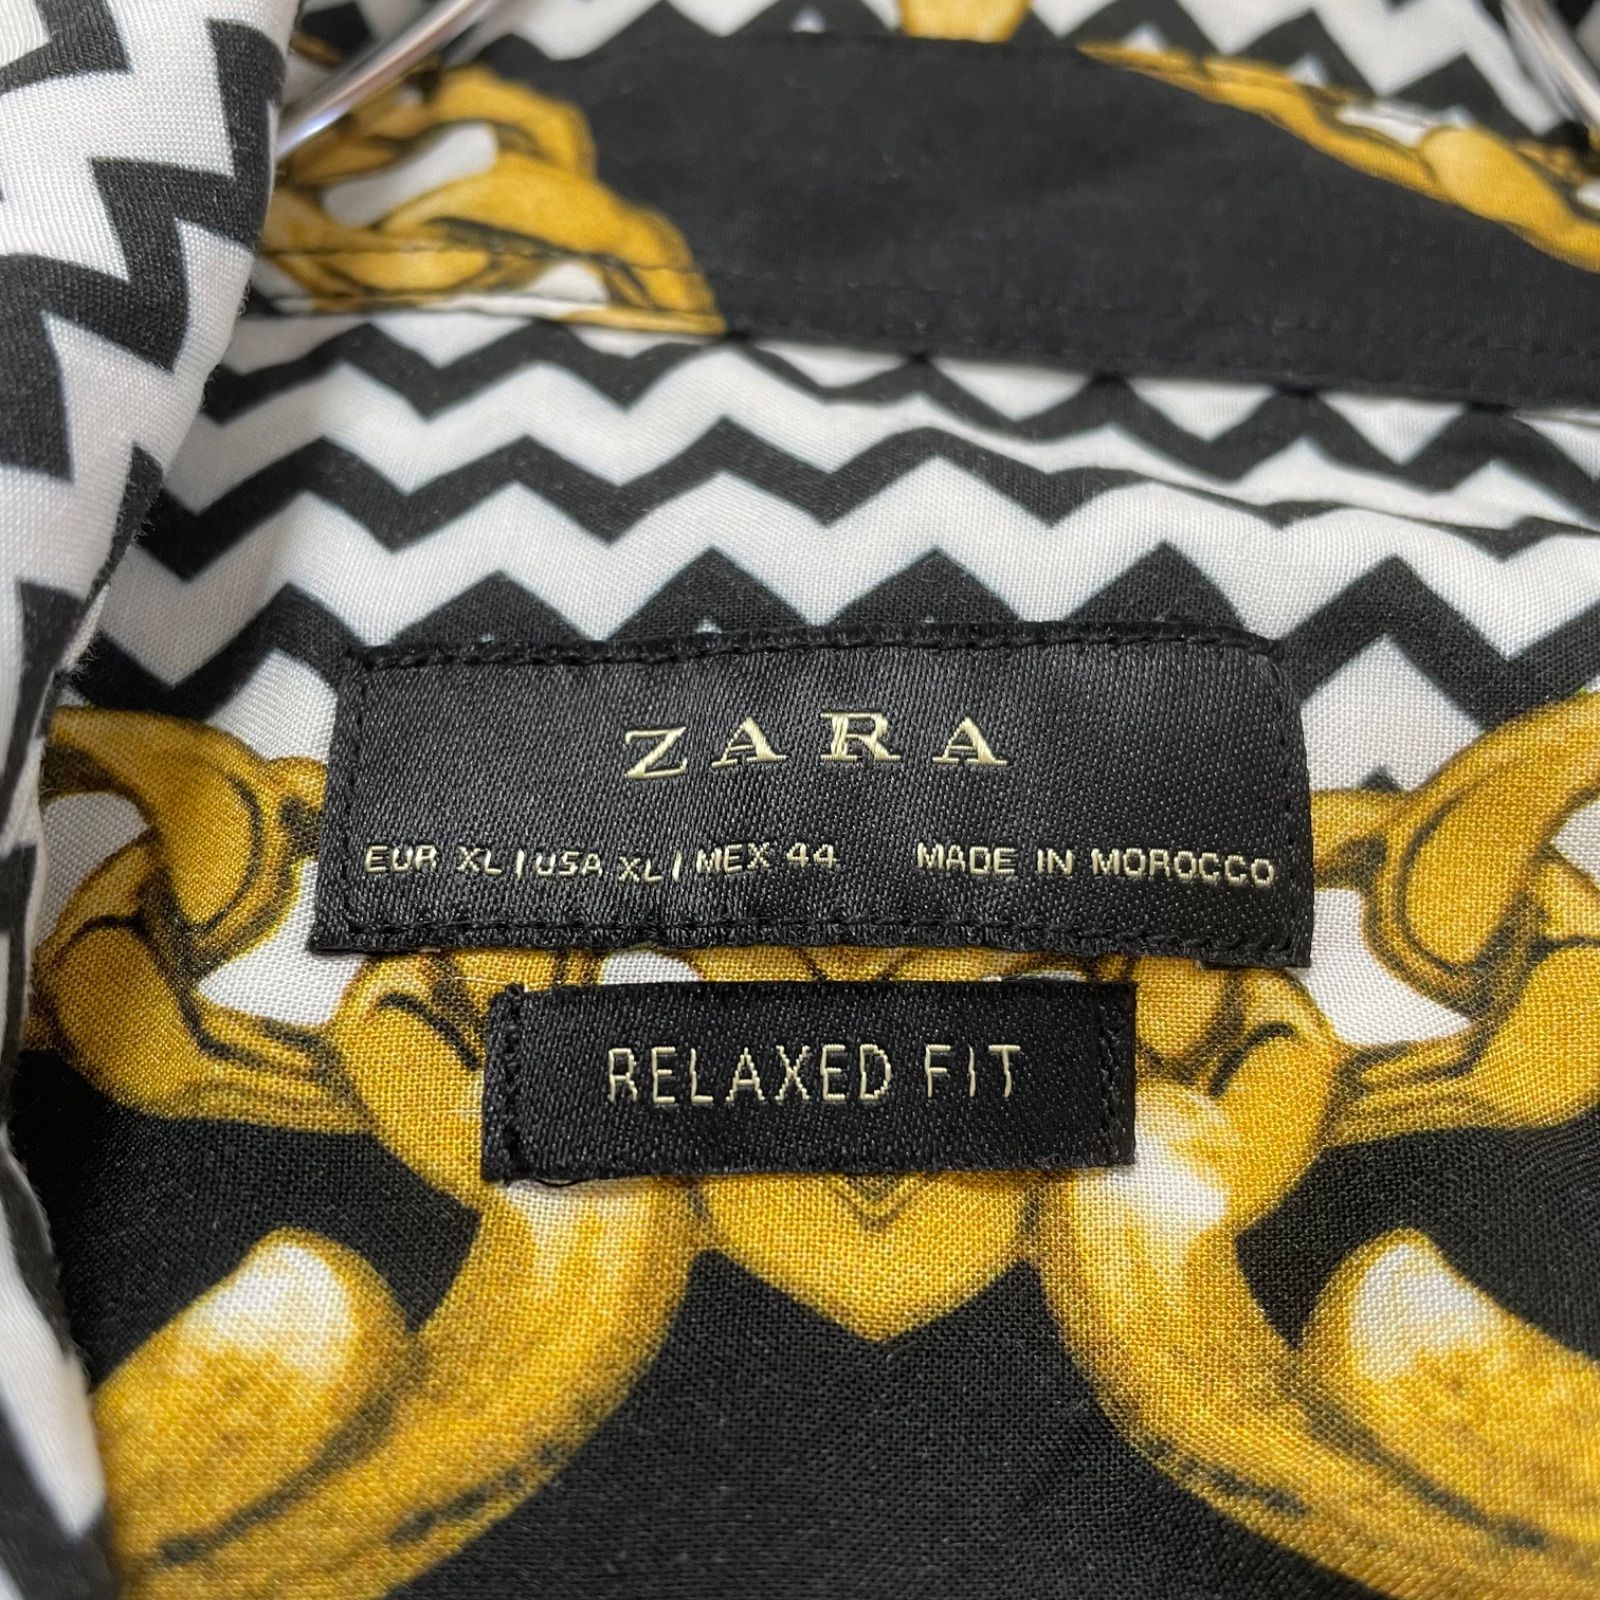 ZARA
EUR XL | USA XL | MEX 44 MADE IN MOROCCO
RELAXED FIT